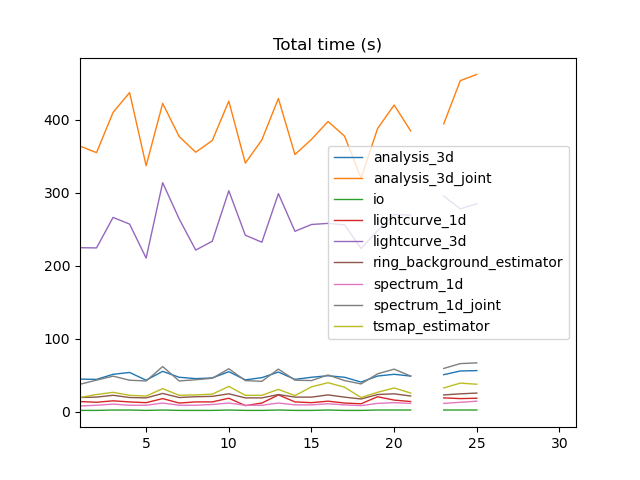 Total time (s)
400
300
200
100
0
5
10
15
20
25
30
analysis_3d
analysis_3d_joint
io
lightcurve_1d
lightcurve_3d
ring_background_estimator
spectrum_1d
spectrum_1d_joint
tsmap_estimator